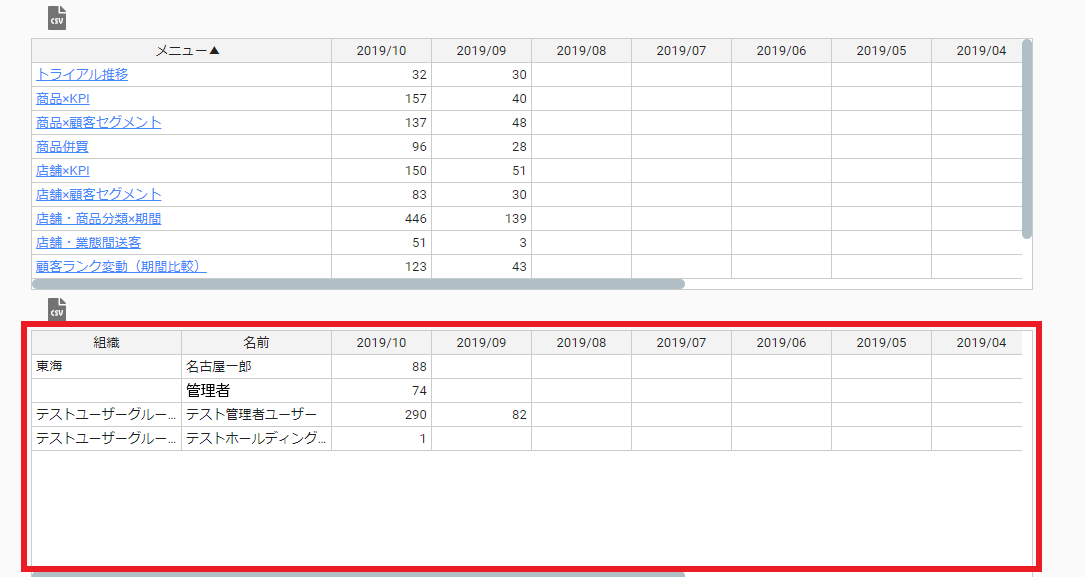 CSV
メニュー▲ 2019/10 2019/09 2019/08 2019/07 2019/06 2019/05 2019/04
トライアル推移 32 30
商品×KPI 157 40
商品×顧客セグメント 137 48
商品併買 96 28
店舗×KPI 150 51
店舗×顧客セグメント 83 30
店舗・商品分類×期間 446 139
店舗・業態間送客 51 3
顧客ランク変動（期間比較） 123 43
CSV
組織 名前 2019/10 2019/09 2019/08 2019/07 2019/06 2019/05 2019/04
東海 名古屋一郎 88
管理者 74
テストユーザーグルー... テスト管理者ユーザー 290 82
テストユーザーグルー... テストホールディング... 1